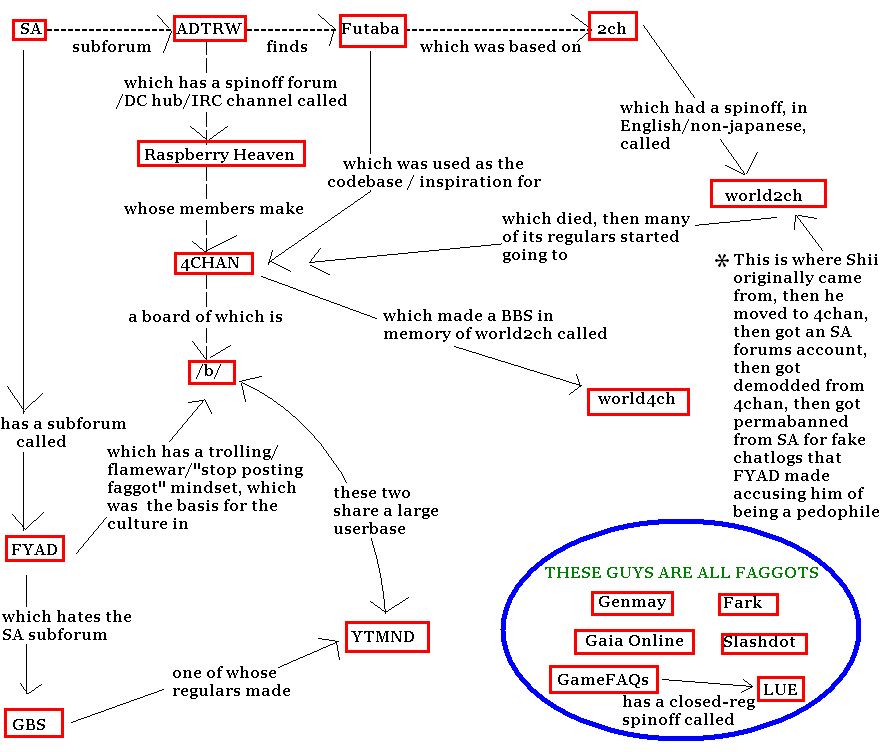 SA
subforum
ADTRW
finds
Futaba
which was based on
2ch
which has a spinoff forum
/DC hub/IRC channel called
Raspberry Heaven
whose members make
which was used as the
codebase / inspiration for
which had a spinoff, in
English/non-japanese,
called
world2ch
which died, then many
of its regulars started
going to
4CHAN
a board of which is
/b/
which made a BBS in
memory of world2ch called
world4ch
* This is where Shii
originally came
from, then he
moved to 4chan,
then got an SA
forums account,
then got
demodded from
4chan, then got
permabanned
from SA for fake
chatlogs that
FYAD made
accusing him of
being a pedophile
has a subforum
called
FYAD
which has a trolling/
flamewar/"stop posting
faggot" mindset, which
was the basis for the
culture in
these two
share a large
userbase
which hates the
SA subforum
GBS
one of whose
regulars made
YTMND
THESE GUYS ARE ALL FAGGOTS
Genmay
Fark
Gaia Online
Slashdot
GameFAQs
has a closed-reg
spinoff called
LUE